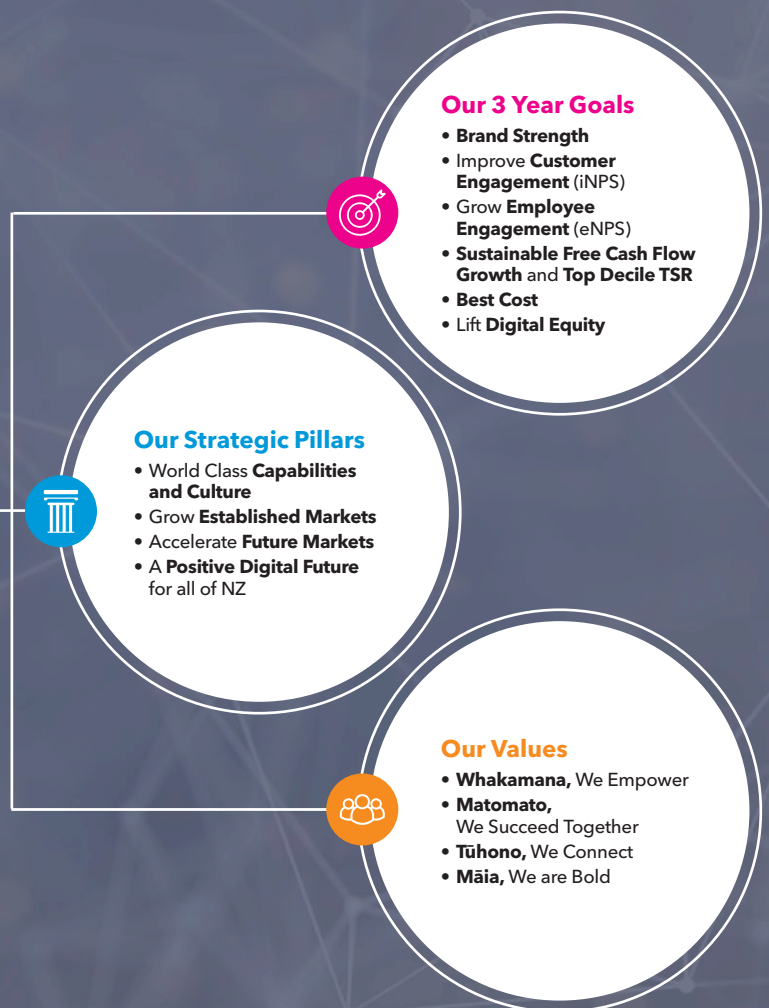 Our 3 Year Goals
• Brand Strength
• Improve Customer
Engagement (iNPS)
• Grow Employee
Engagement (eNPS)
• Sustainable Free Cash Flow
Growth and Top Decile TSR
• Best Cost
• Lift Digital Equity
Our Strategic Pillars
• World Class Capabilities
and Culture
• Grow Established Markets
• Accelerate Future Markets
• A Positive Digital Future
for all of NZ
Our Values
• Whakamana, We Empower
• Matomato,
We Succeed Together
• Tūhono, We Connect
• Māia, We are Bold